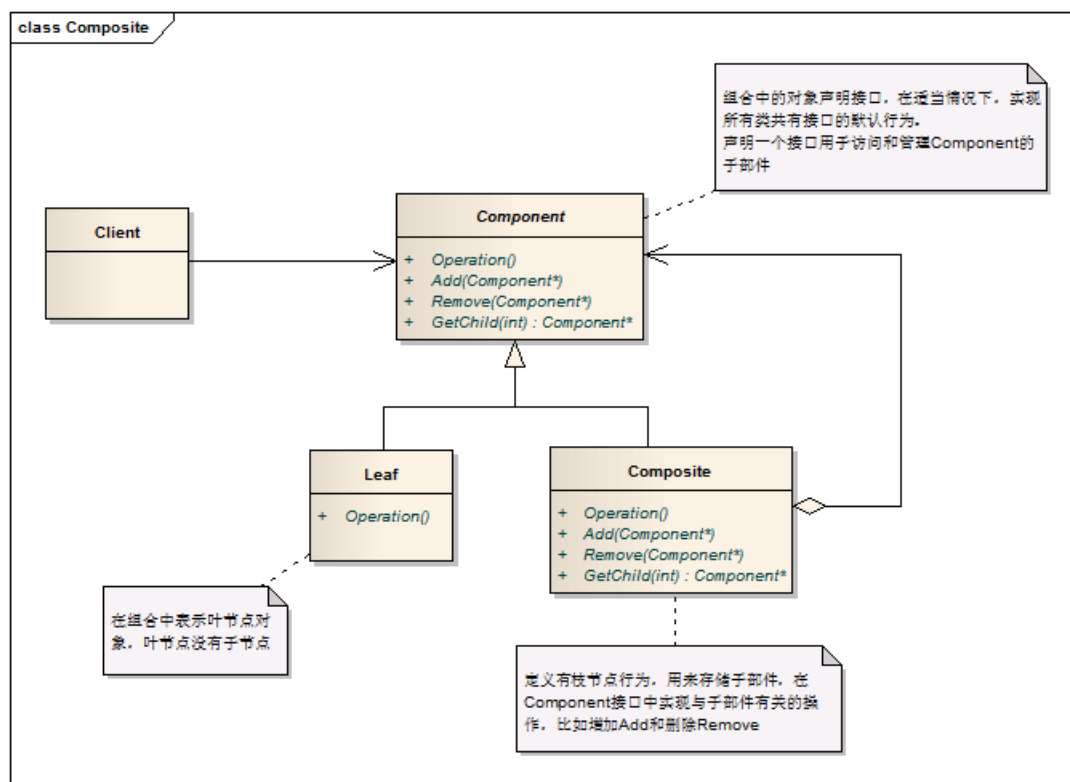 class Composite
组合中的对象声明接口，在适当情况下，实现
所有类共有接口的默认行为。
声明一个接口用于访问和管理Component的
子部件
Client
Component
+ Operation()
+ Add(Component*)
+ Remove(Component*)
+ GetChild(int) : Component*
Leaf
+ Operation()
Composite
+ Operation()
+ Add(Component*)
+ Remove(Component*)
+ GetChild(int) : Component*
在组合中表示叶节点对
象，叶节点没有子节点
定义有枝节点行为，用来存储子部件，在
Component接口中实现与子部件有关的操
作，比如增加Add和删除Remove